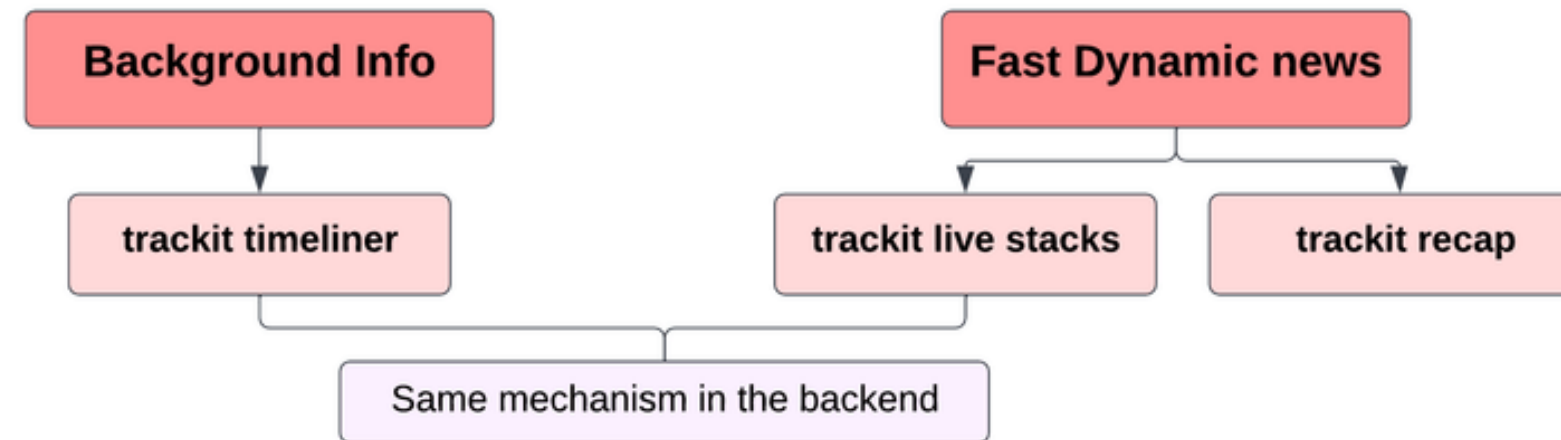 Background Info
Fast Dynamic news
trackit timeliner
trackit live stacks
trackit recap
Same mechanism in the backend